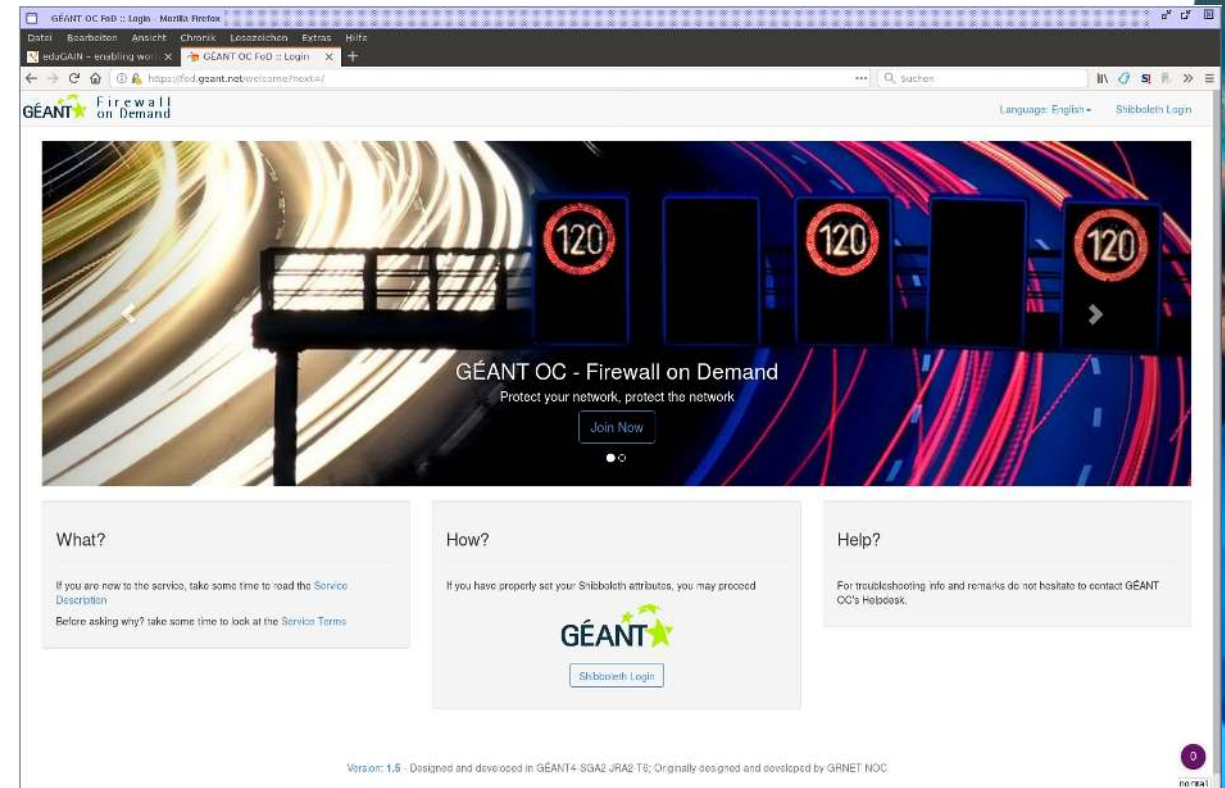 GÉANT OC FoD :: Login - Mozilla Firefox
Datei Bearbeiten Ansicht Chronik Lesezeichen Extras Hilfe
eduGAIN – enabling worl
GÉANT OC FoD :: Login
https://fod.geant.net/welcome?next=/
Suchen
GÉANT
Firewall
on Demand
Language: English
Shibboleth Login
120
120
120
GÉANT OC - Firewall on Demand
Protect your network, protect the network
Join Now
What?
If you are new to the service, take some time to read the Service
Description
Before asking why? take some time to look at the Service Terms
How?
If you have properly set your Shibboleth attributes, you may proceed
GÉANT
Shibboleth Login
Help?
For troubleshooting info and remarks do not hesitate to contact GÉANT
OC's Helpdesk.
Version: 1.5 - Designed and developed in GÉANT4-SGA2 JRA2 T6; Originally designed and developed by GRNET NOC.
0
normal